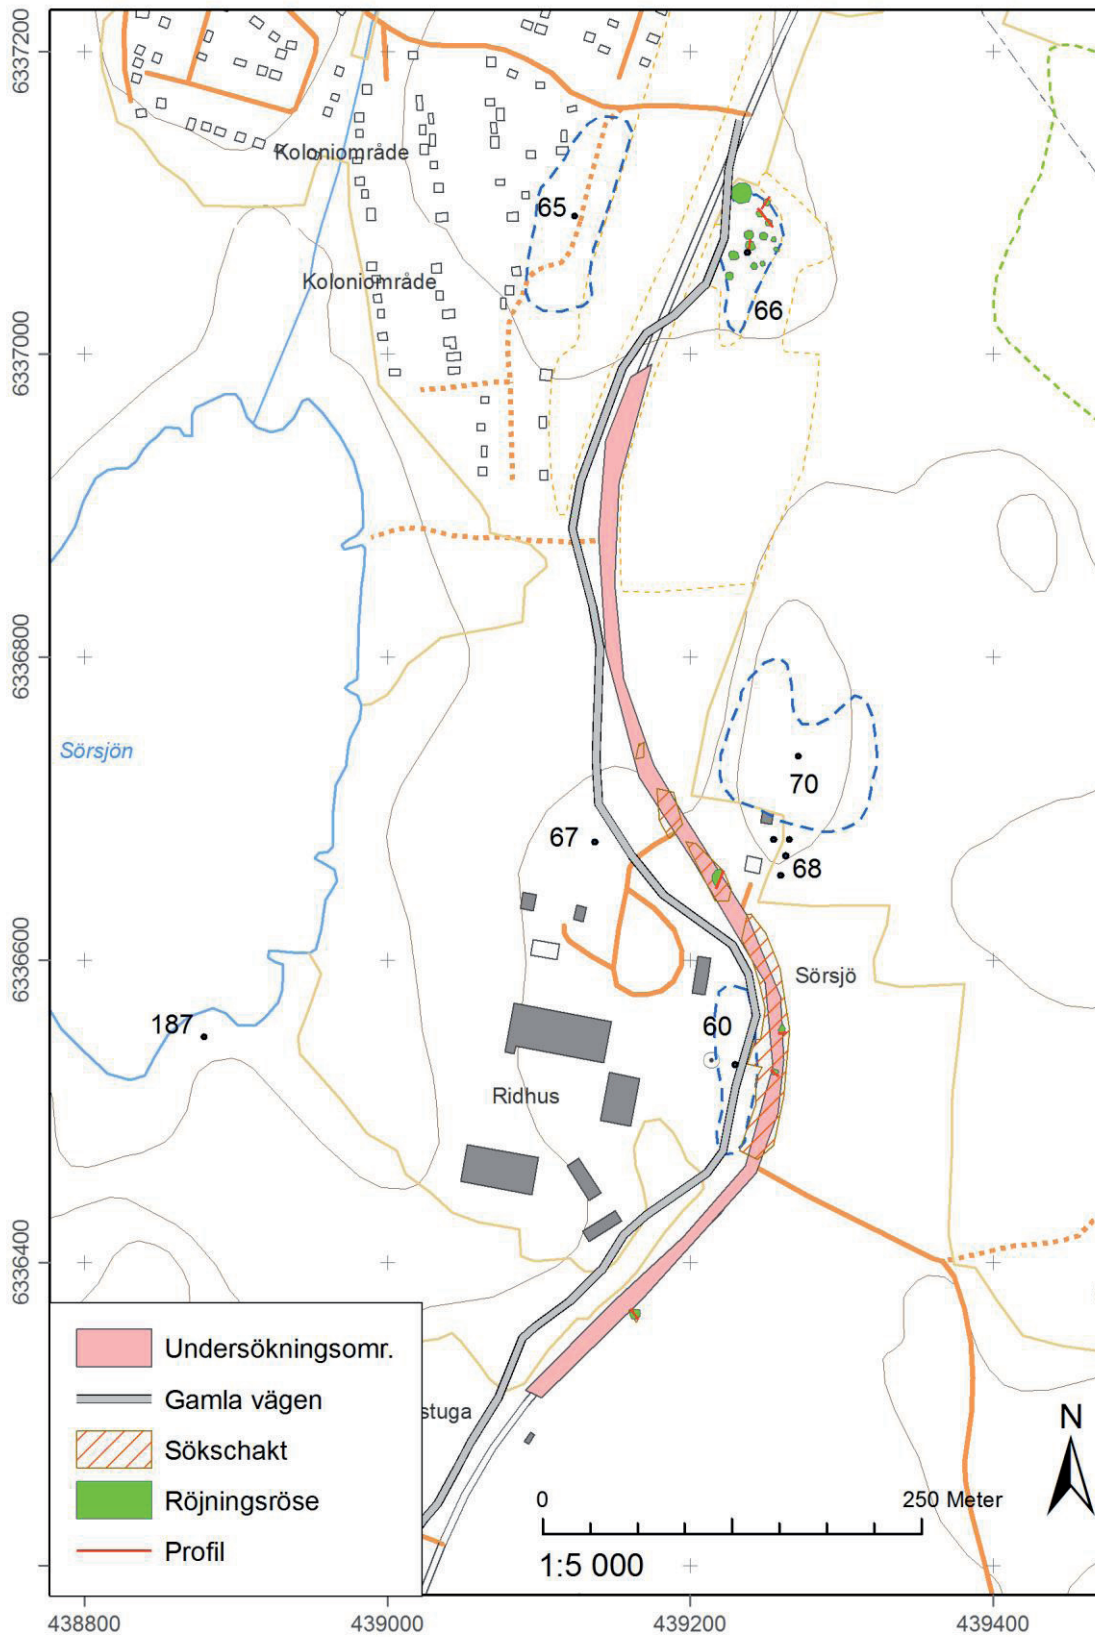 6337200
6337000
6336800
6336600
6336400
Koloniområde
65
Koloniområde
66
Sörsjön
70
67
68
Sörsjö
187
60
Ridhus
stuga
Undersökningsomr.
Gamla vägen
Sökschakt
Röjningsröse
Profil
N
0
250 Meter
1:5 000
438800
439000
439200
439400